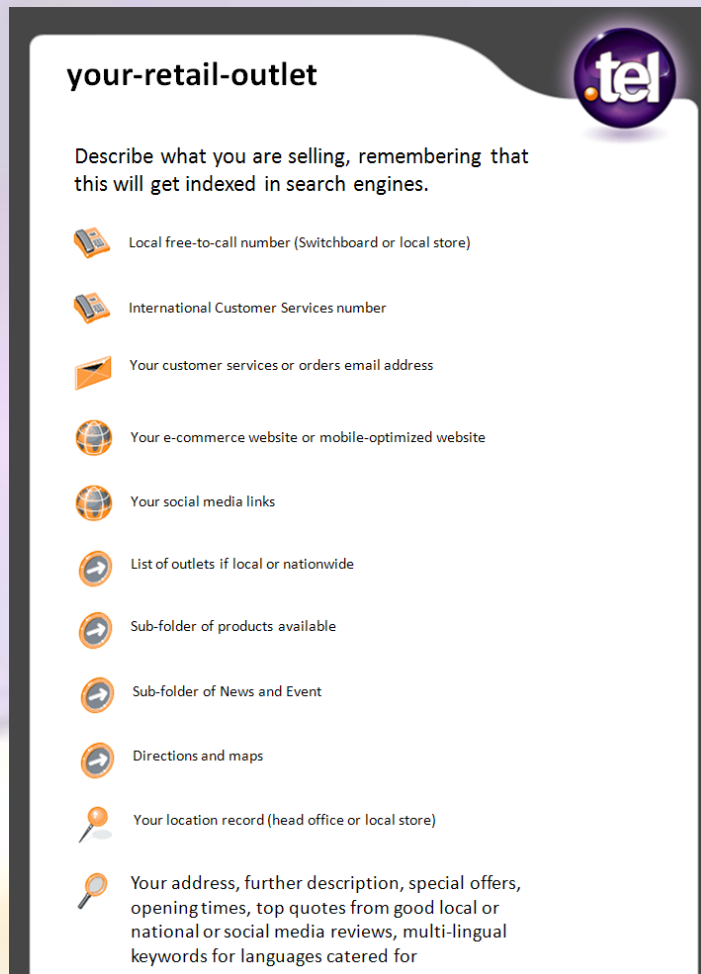 your-retail-outlet
.tel
Describe what you are selling, remembering that
this will get indexed in search engines.
Local free-to-call number (Switchboard or local store)
International Customer Services number
Your customer services or orders email address
Your e-commerce website or mobile-optimized website
Your social media links
List of outlets if local or nationwide
Sub-folder of products available
Sub-folder of News and Event
Directions and maps
Your location record (head office or local store)
Your address, further description, special offers,
opening times, top quotes from good local or
national or social media reviews, multi-lingual
keywords for languages catered for